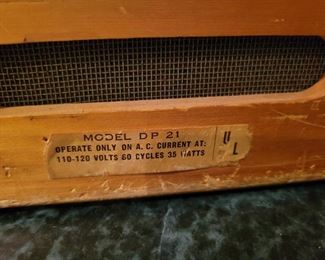 MODEL DP 21
OPERATE ONLY ON A. C. CURRENT AT:
110-120 VOLTS 60 CYCLES 35 WATTS
U
L